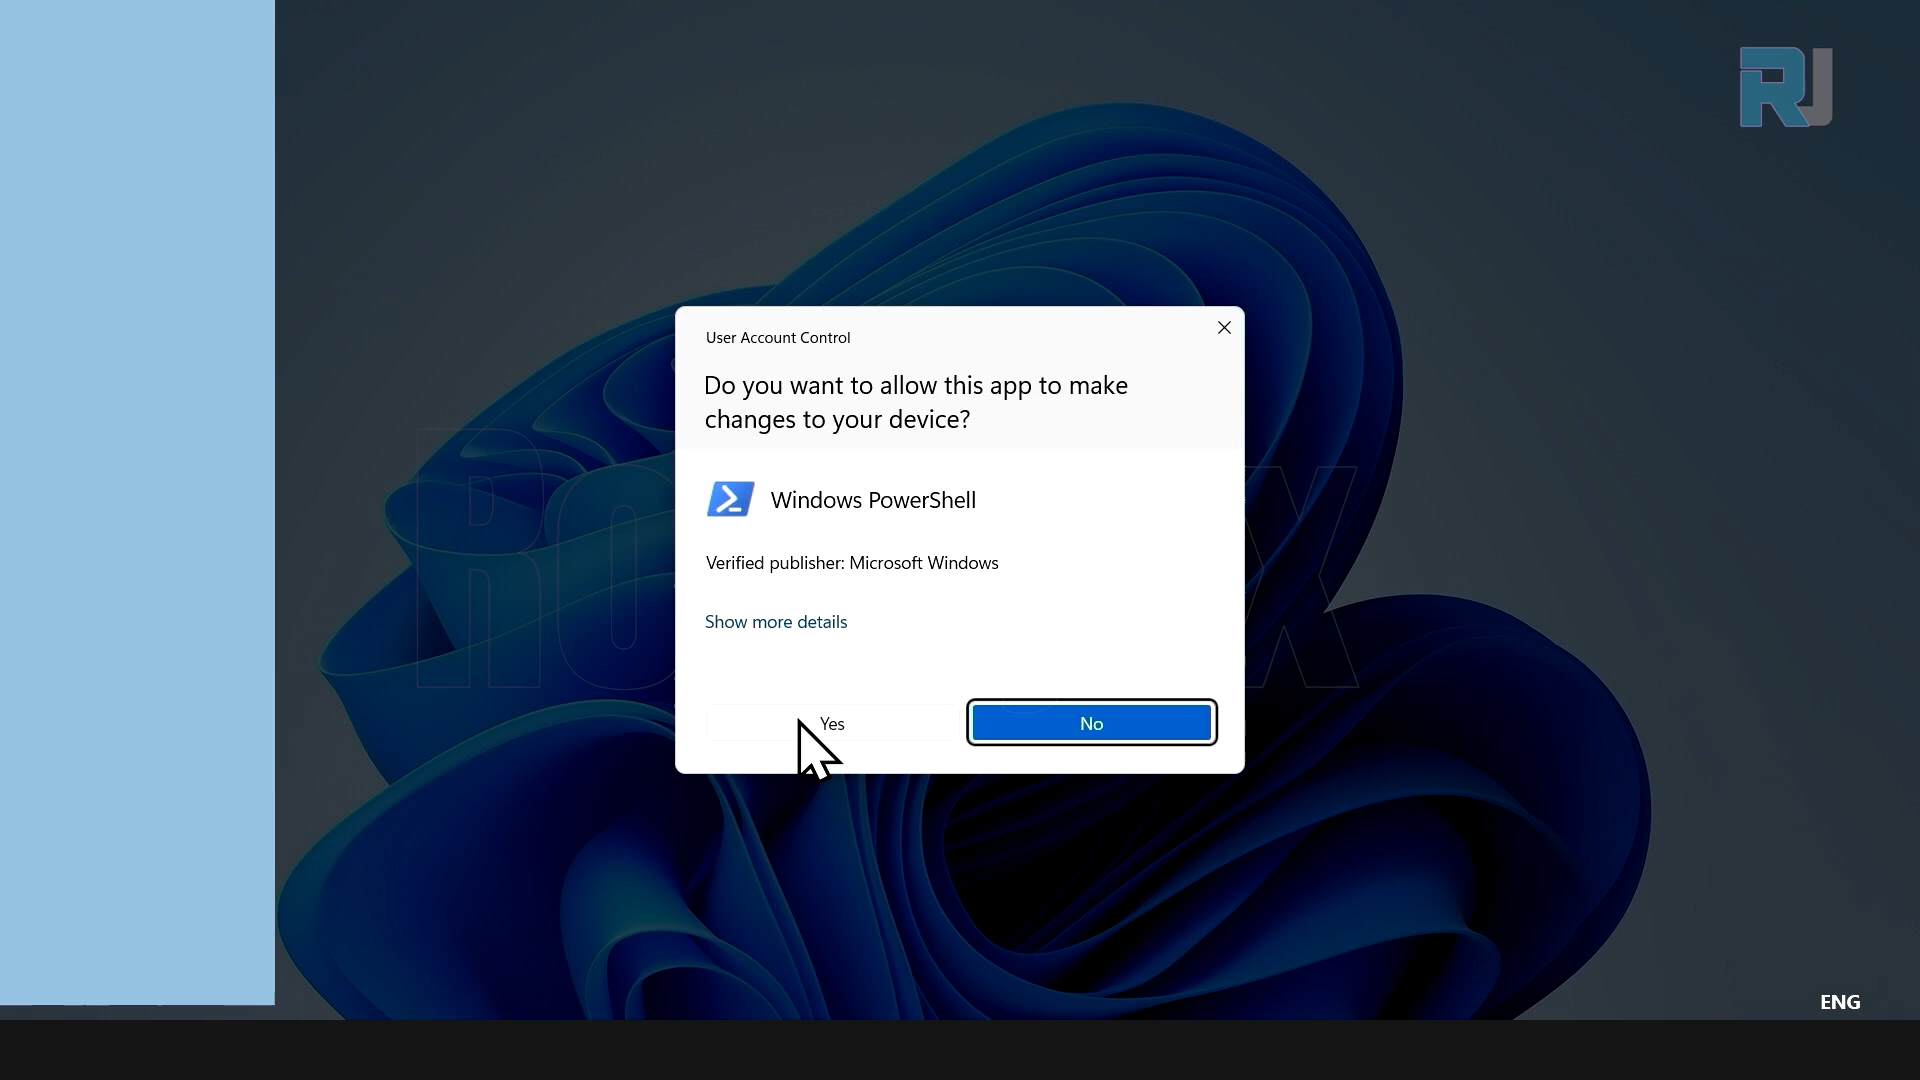 RJ
User Account Control
Do you want to allow this app to make
changes to your device?
Windows PowerShell
Verified publisher: Microsoft Windows
Show more details
Yes
No
ENG